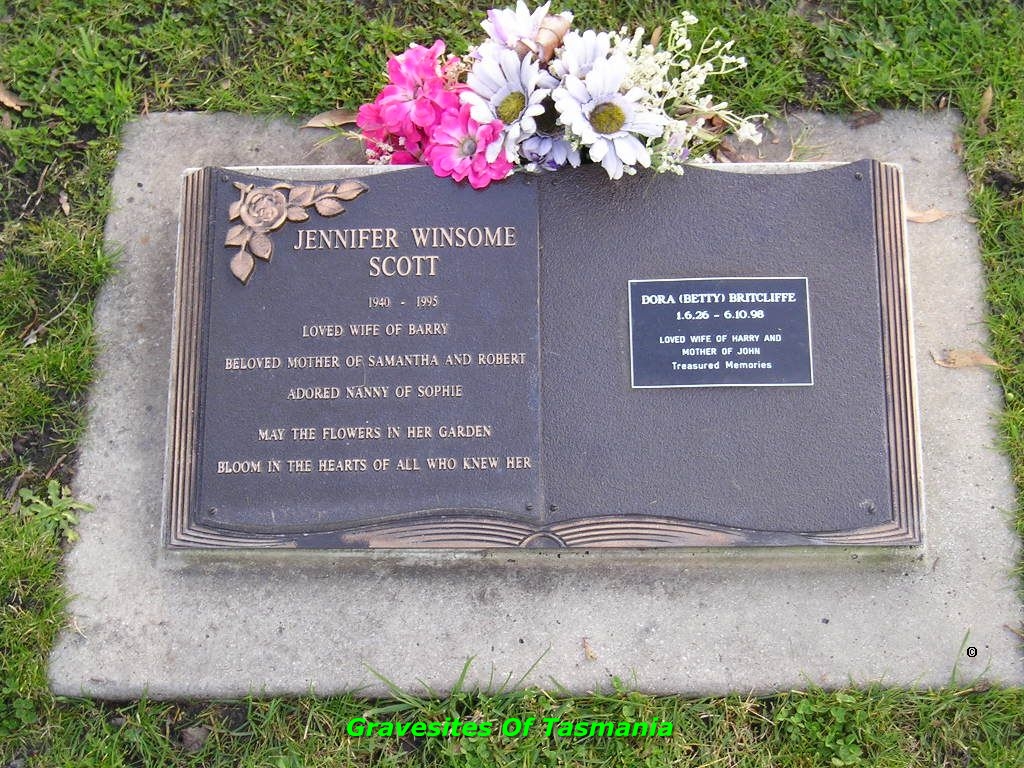 JENNIFER WINSOME
SCOTT
1940 - 1995
LOVED WIFE OF BARRY
BELOVED MOTHER OF SAMANTHA AND ROBERT
ADORED NANNY OF SOPHIE
MAY THE FLOWERS IN HER GARDEN
BLOOM IN THE HEARTS OF ALL WHO KNEW HER
DORA (BETTY) BRITCLIFFE
1.6.26 - 6.10.98
LOVED WIFE OF HARRY AND
MOTHER OF JOHN
Treasured Memories
©
Gravesites Of Tasmania